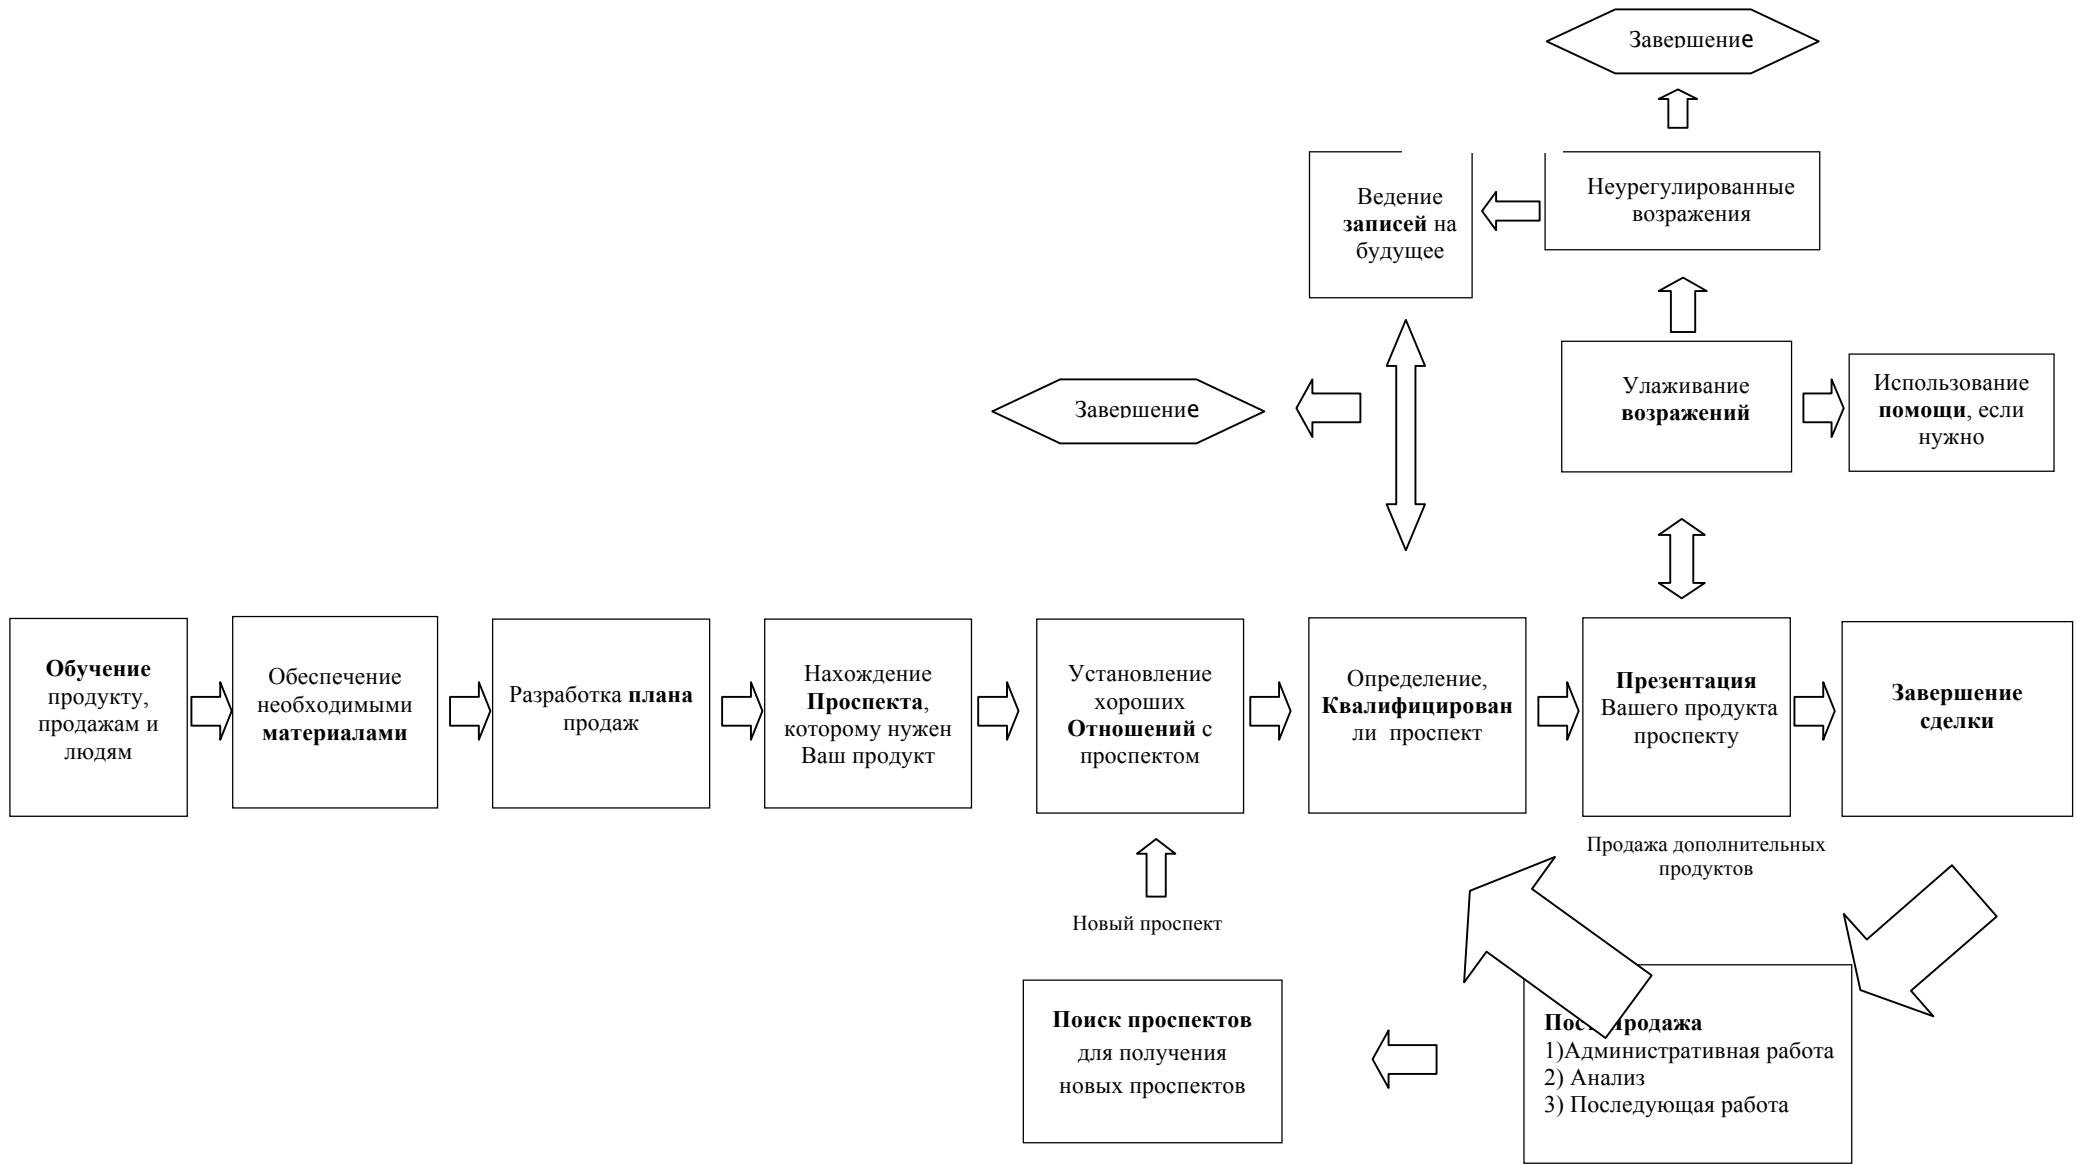 Завершение
Неурегулированные
возражения
Ведение
записей на
будущее
Улаживание
возражений
Использование
помощи, если
нужно
Завершение
Обучение
продукту,
продажам и
людям
Обеспечение
необходимыми
материалами
Разработка плана
продаж
Нахождение
Проспекта,
которому нужен
Ваш продукт
Установление
хороших
Отношений с
проспектом
Определение,
Квалифицирован
ли проспект
Презентация
Вашего продукта
проспекту
Завершение
сделки
Продажа дополнительных
продуктов
Новый проспект
Поиск проспектов
для получения
новых проспектов
1)Административная работа
2) Анализ
3) Последующая работа